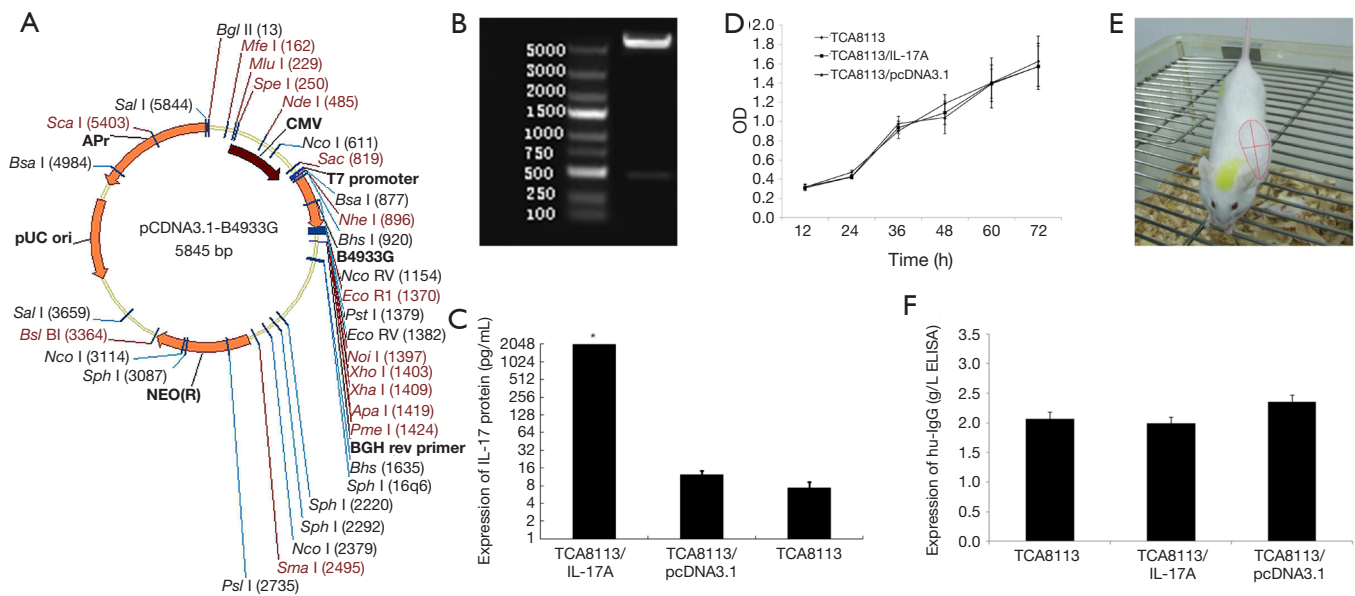 A
Bgl II (13)
Mfe I (162)
Mlu I (229)
Spe I (250)
Nde I (485)
CMV
Nco I (611)
Sac (819)
T7 promoter
Bsa I (877)
Nhe I (896)
Bhs I (920)
B4933G
Nco RV (1154)
Eco R1 (1370)
Pst I (1379)
Eco RV (1382)
Noi I (1397)
Xho I (1403)
Xha I (1409)
Apa I (1419)
Pme I (1424)
BGH rev primer
Bhs (1635)
Sph I (16q6)
Sph I (2220)
Sph I (2292)
Nco I (2379)
Sma I (2495)
Psl I (2735)
NEO(R)
Sph I (3087)
Nco I (3114)
Bsl BI (3364)
Sal I (3659)
pUC ori
Bsa I (4984)
APr
Sca I (5403)
Sal I (5844)
pCDNA3.1-B4933G
5845 bp
B
5000
3000
2000
1500
1000
750
500
250
100
C
Expression of IL-17 protein (pg/mL)
2048
1024
512
256
128
64
32
16
8
4
2
1
*
TCA8113/
IL-17A
TCA8113/
pcDNA3.1
TCA8113
D
OD
2.0
1.8
1.6
1.4
1.2
1.0
0.8
0.6
0.4
0.2
0.0
TCA8113
TCA8113/IL-17A
TCA8113/pcDNA3.1
12 24 36 48 60 72
Time (h)
E
F
Expression of hu-IgG (g/L ELISA)
3.0
2.5
2.0
1.5
1.0
0.5
0.0
TCA8113
TCA8113/
IL-17A
TCA8113/
pcDNA3.1